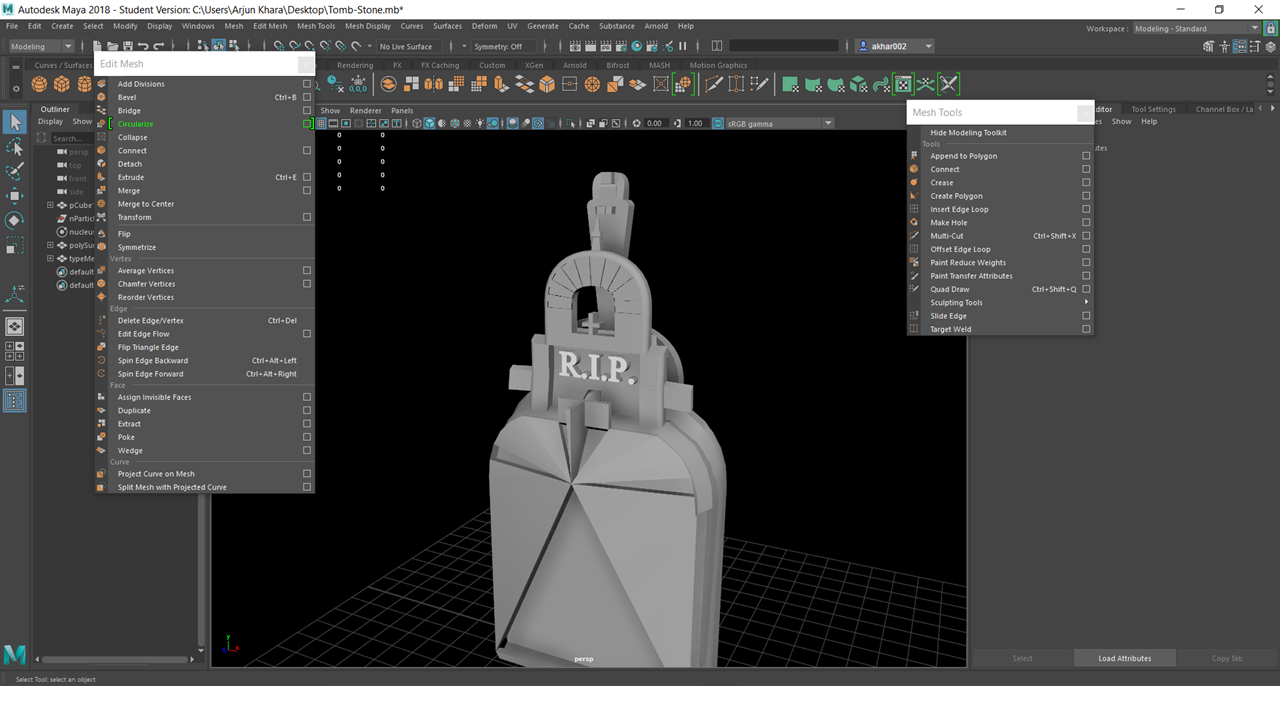 Autodesk Maya 2018 - Student Version: C:\Users\Arjun Khara\Desktop\Tomb-Stone.mb*
File Edit Create Select Modify Display Windows Mesh Edit Mesh Mesh Tools Mesh Display Curves Surfaces Deform UV Generate Cache Substance Arnold Help
Workspace : Modeling - Standard
Modeling No Live Surface Symmetry: Off akhar002
Curves / Surfaces Rendering FX FX Caching Custom XGen Arnold Bifrost MASH Motion Graphics
0,0,0
Outliner
Display Show
Search...
persp
top
front
side
pCube
nPartic
nucleu
polySu
typeMe
default
default
Edit Mesh
Add Divisions
Bevel Ctrl+B
Bridge
Circularize
Collapse
Connect
Detach
Extrude Ctrl+E
Merge
Merge to Center
Transform
Flip
Symmetrize
Vertex
Average Vertices
Chamfer Vertices
Reorder Vertices
Edge
Delete Edge/Vertex Ctrl+Del
Edit Edge Flow
Flip Triangle Edge
Spin Edge Backward Ctrl+Alt+Left
Spin Edge Forward Ctrl+Alt+Right
Face
Assign Invisible Faces
Duplicate
Extract
Poke
Wedge
Curve
Project Curve on Mesh
Split Mesh with Projected Curve
Show Renderer Panels
0.00 1.00 sRGB gamma
0 0
0 0
0 0
0 0
0 0
R.I.P.
y
x
persp
Mesh Tools
Hide Modeling Toolkit
Tools
Append to Polygon
Connect
Crease
Create Polygon
Insert Edge Loop
Make Hole
Multi-Cut Ctrl+Shift+X
Offset Edge Loop
Paint Reduce Weights
Paint Transfer Attributes
Quad Draw Ctrl+Shift+Q
Sculpting Tools
Slide Edge
Target Weld
ditor Tool Settings Channel Box / La
es Show Help
utes
Select Load Attributes Copy Tab
Select Tool: select an object